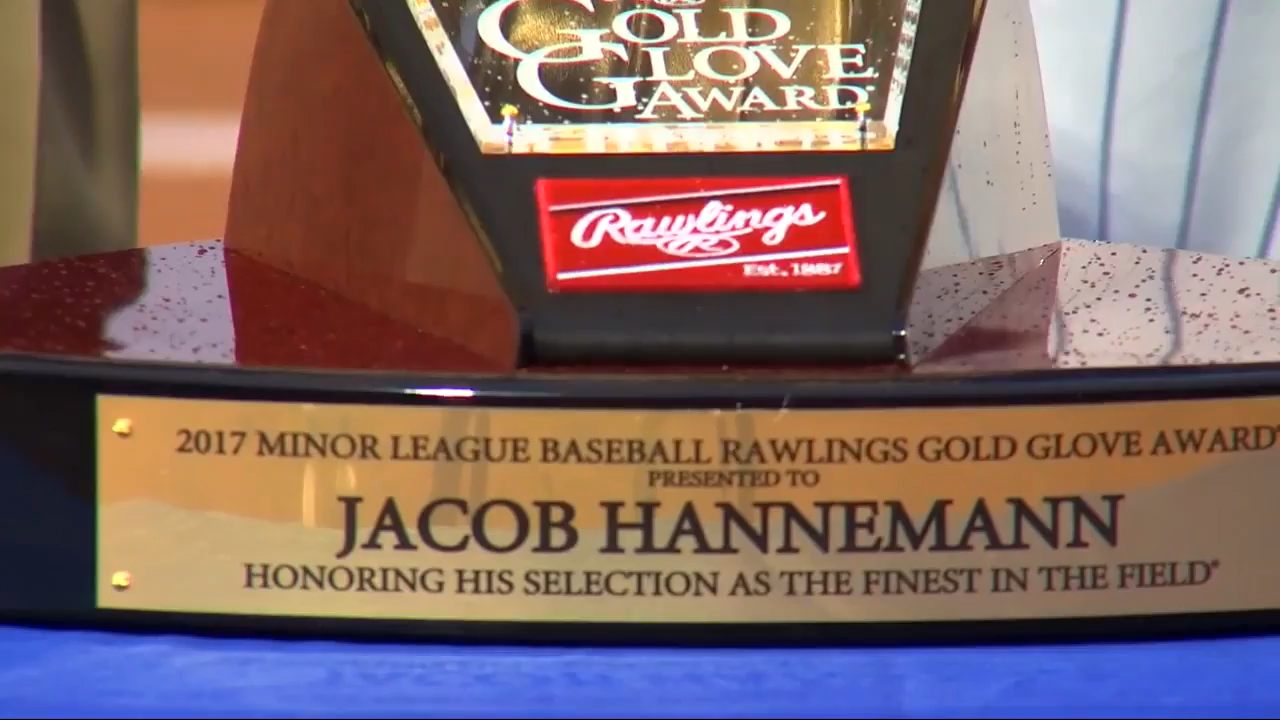 GOLD
GLOVE
AWARD
Rawlings
R
Est. 1887
2017 MINOR LEAGUE BASEBALL RAWLINGS GOLD GLOVE AWARD®
PRESENTED TO
JACOB HANNEMANN
HONORING HIS SELECTION AS THE FINEST IN THE FIELD®